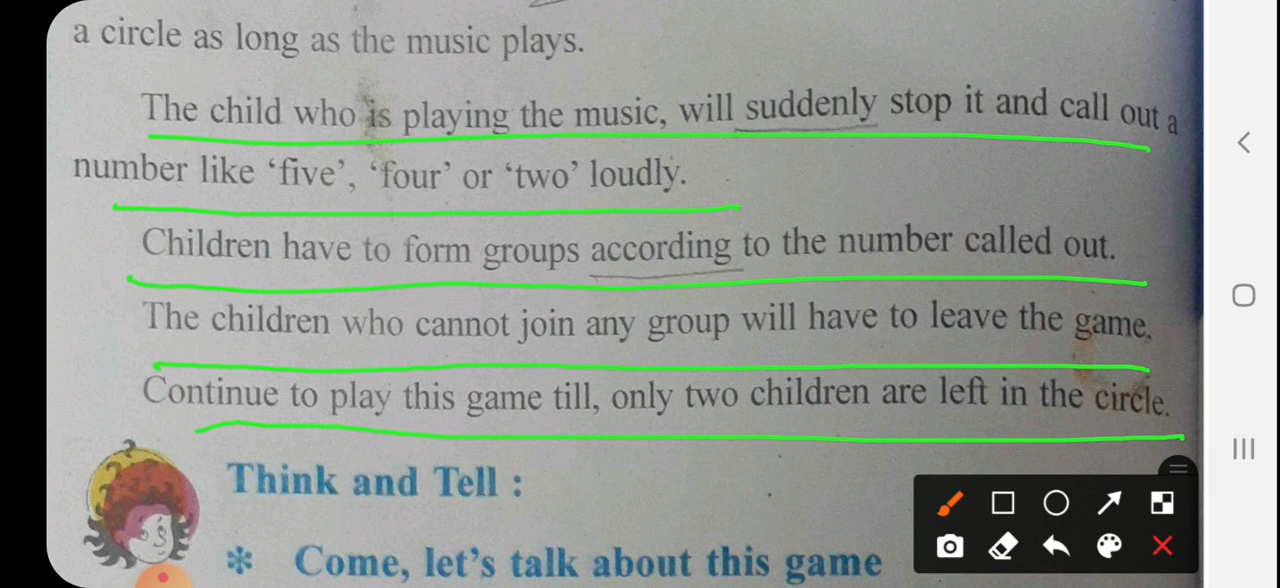 a circle as long as the music plays.
The child who is playing the music, will suddenly stop it and call out a
number like ‘five’, ‘four’ or ‘two’ loudly.
Children have to form groups according to the number called out.
The children who cannot join any group will have to leave the game.
Continue to play this game till, only two children are left in the circle.
Think and Tell :
* Come, let’s talk about this game